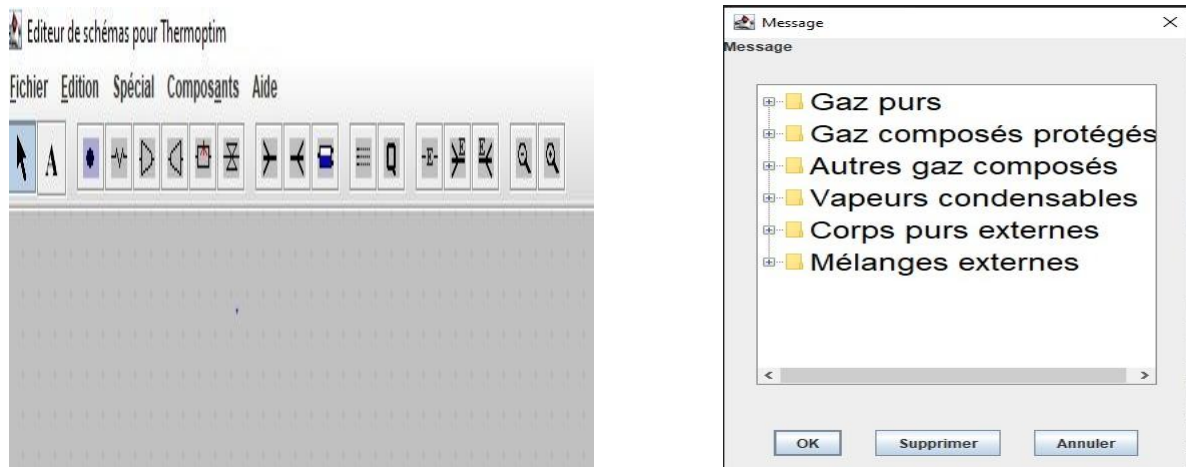 Editeur de schémas pour Thermoptim
Fichier Edition Spécial Composants Aide
A Q -E- E E
Message
Message
Gaz purs
Gaz composés protégés
Autres gaz composés
Vapeurs condensables
Corps purs externes
Mélanges externes
OK Supprimer Annuler